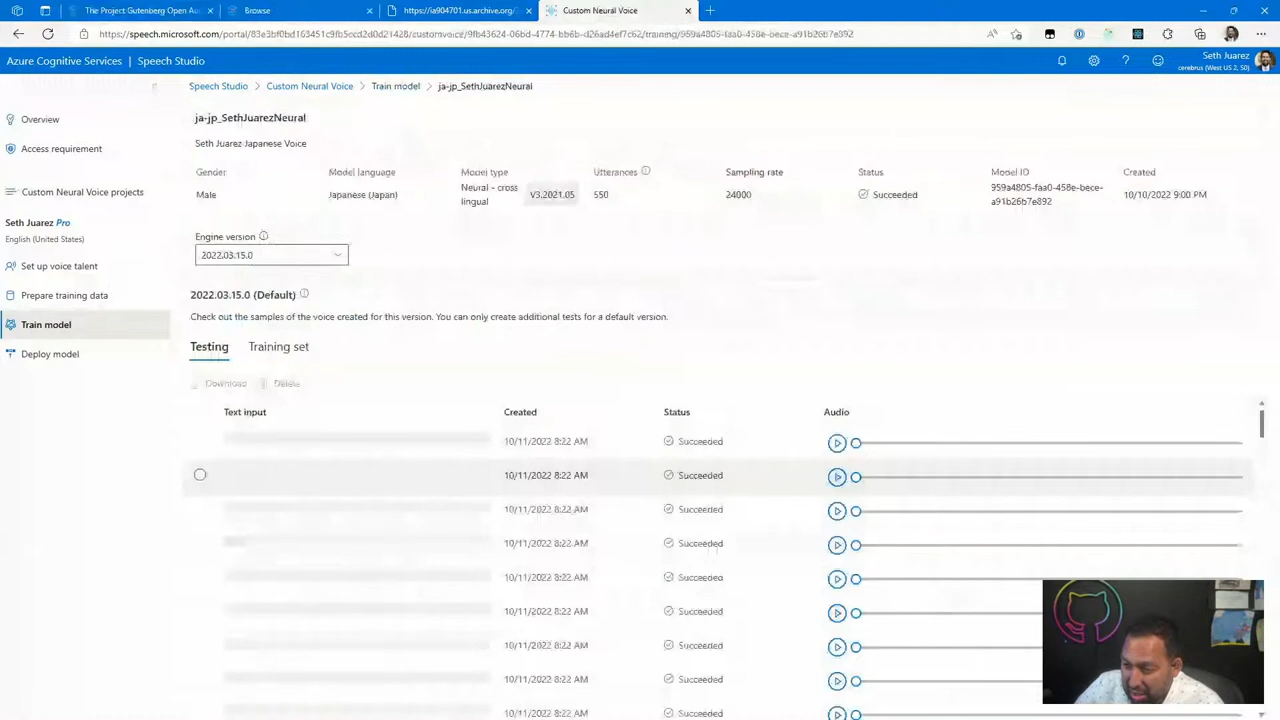 The Project Gutenberg Open Au
Browse
https://ia904701.us.archive.org/
Custom Neural Voice
Azure Cognitive Services | Speech Studio
Seth Juarez
cerebrus (West US 2, S0)
Speech Studio > Custom Neural Voice > Train model > ja-jp_SethJuarezNeural
Overview
Access requirement
Custom Neural Voice projects
Seth Juarez Pro
English (United States)
Set up voice talent
Prepare training data
Train model
Deploy model
ja-jp_SethJuarezNeural
Seth Juarez Japanese Voice
Gender Model language Model type Utterances Sampling rate Status Model ID Created
Male Japanese (Japan) Neural - cross lingual V3.2021.05 550 24000 Succeeded 959a4805-faa0-458e-bece-a91b26b7e892 10/10/2022 9:00 PM
Engine version
2022.03.15.0
2022.03.15.0 (Default)
Check out the samples of the voice created for this version. You can only create additional tests for a default version.
Testing Training set
Download Delete
Text input Created Status Audio
10/11/2022 8:22 AM Succeeded
10/11/2022 8:22 AM Succeeded
10/11/2022 8:22 AM Succeeded
10/11/2022 8:22 AM Succeeded
10/11/2022 8:22 AM Succeeded
10/11/2022 8:22 AM Succeeded
10/11/2022 8:22 AM Succeeded
10/11/2022 8:22 AM Succeeded
10/11/2022 8:22 AM Succeeded